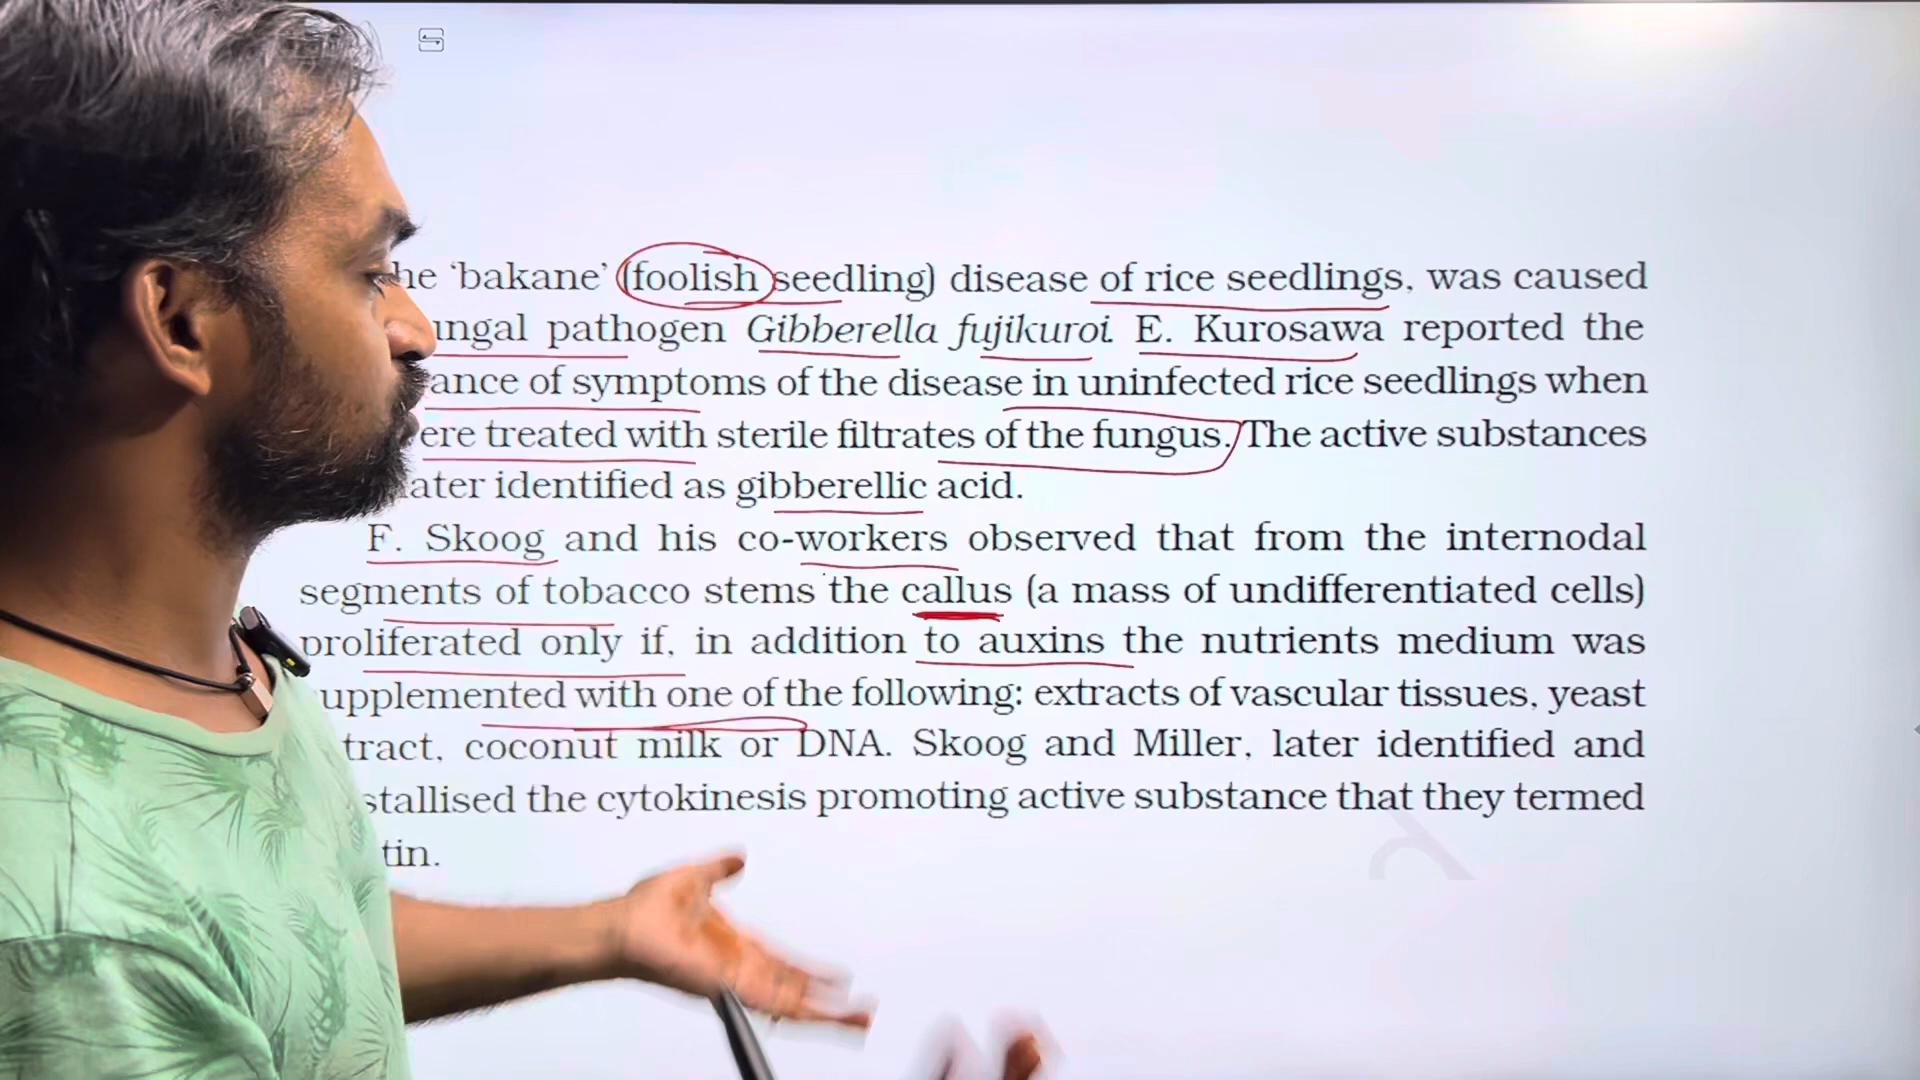 he ‘bakane’ (foolish seedling) disease of rice seedlings, was caused
ungal pathogen Gibberella fujikuroi. E. Kurosawa reported the
ance of symptoms of the disease in uninfected rice seedlings when
ere treated with sterile filtrates of the fungus. The active substances
later identified as gibberellic acid.
F. Skoog and his co-workers observed that from the internodal
segments of tobacco stems the callus (a mass of undifferentiated cells)
proliferated only if, in addition to auxins the nutrients medium was
upplemented with one of the following: extracts of vascular tissues, yeast
tract, coconut milk or DNA. Skoog and Miller, later identified and
stallised the cytokinesis promoting active substance that they termed
tin.